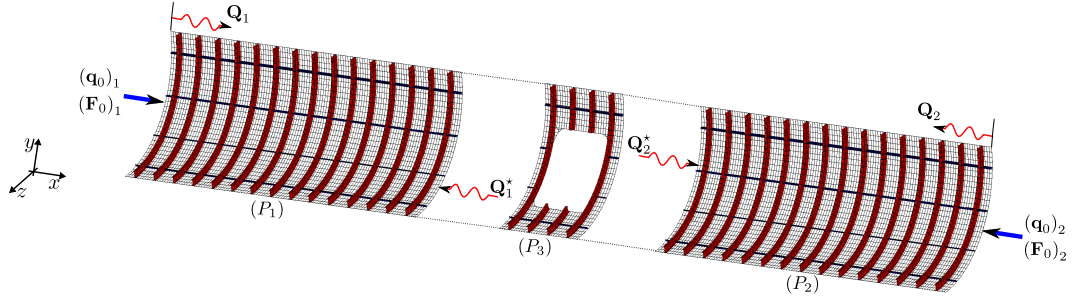 Q₁
(q₀)₁
(F₀)₁
y
x
z
(P₁)
Q₁⋆
(P₃)
Q₂⋆
Q₂
(q₀)₂
(F₀)₂
(P₂)